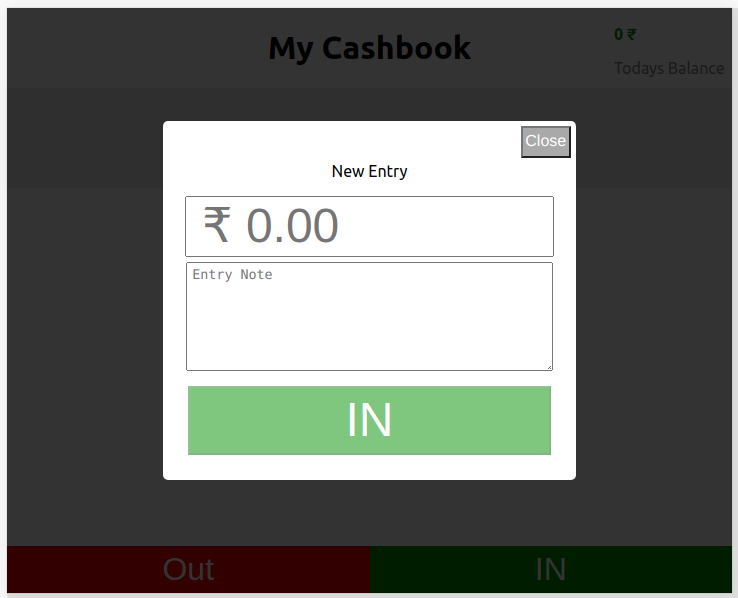 My Cashbook
0 ₹
Todays Balance
Close
New Entry
₹ 0.00
Entry Note
IN
Out
IN